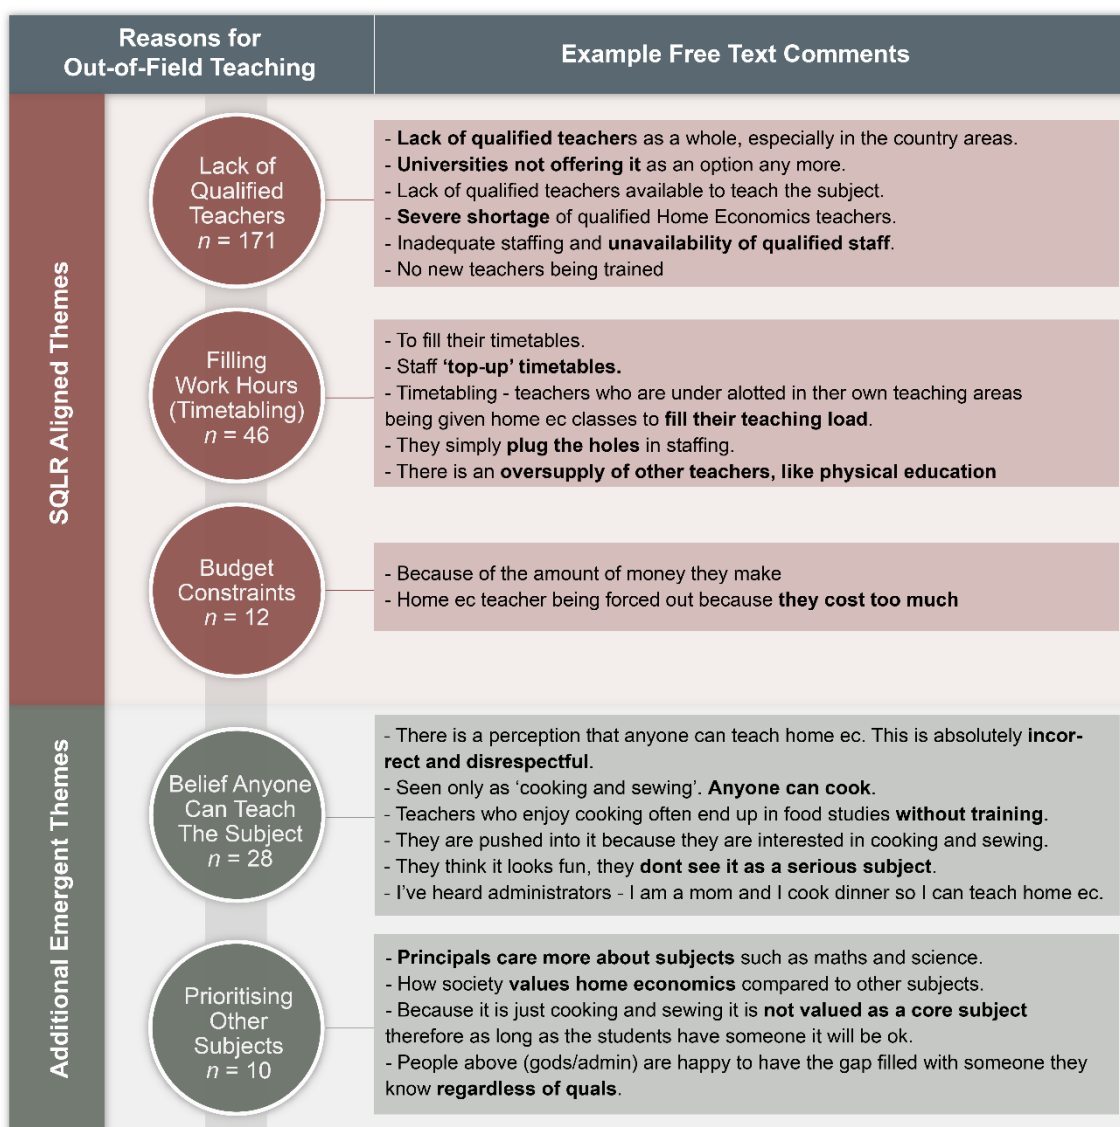 Reasons for
Out-of-Field Teaching
Example Free Text Comments
SQLR Aligned Themes
Lack of
Qualified
Teachers
n = 171
- Lack of qualified teachers as a whole, especially in the country areas.
- Universities not offering it as an option any more.
- Lack of qualified teachers available to teach the subject.
- Severe shortage of qualified Home Economics teachers.
- Inadequate staffing and unavailability of qualified staff.
- No new teachers being trained
Filling
Work Hours
(Timetabling)
n = 46
- To fill their timetables.
- Staff ‘top-up’ timetables.
- Timetabling - teachers who are under alotted in ther own teaching areas
being given home ec classes to fill their teaching load.
- They simply plug the holes in staffing.
- There is an oversupply of other teachers, like physical education
Budget
Constraints
n = 12
- Because of the amount of money they make
- Home ec teacher being forced out because they cost too much
Additional Emergent Themes
Belief Anyone
Can Teach
The Subject
n = 28
- There is a perception that anyone can teach home ec. This is absolutely incor-
rect and disrespectful.
- Seen only as ‘cooking and sewing’. Anyone can cook.
- Teachers who enjoy cooking often end up in food studies without training.
- They are pushed into it because they are interested in cooking and sewing.
- They think it looks fun, they dont see it as a serious subject.
- I’ve heard administrators - I am a mom and I cook dinner so I can teach home ec.
Prioritising
Other
Subjects
n = 10
- Principals care more about subjects such as maths and science.
- How society values home economics compared to other subjects.
- Because it is just cooking and sewing it is not valued as a core subject
therefore as long as the students have someone it will be ok.
- People above (gods/admin) are happy to have the gap filled with someone they
know regardless of quals.